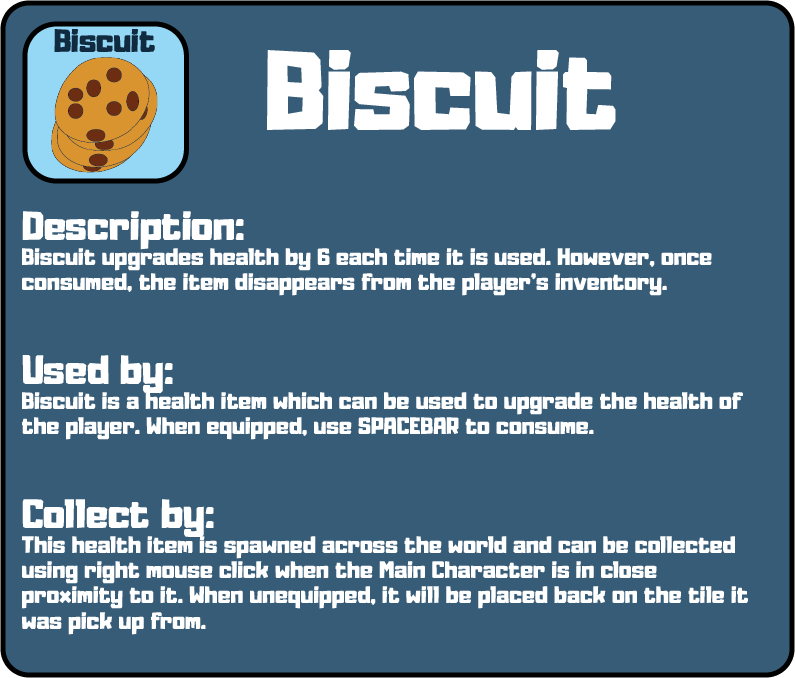 Biscuit
Biscuit
Description:
Biscuit upgrades health by 6 each time it is used. However, once
consumed, the item disappears from the player's inventory.
Used by:
Biscuit is a health item which can be used to upgrade the health of
the player. When equipped, use SPACEBAR to consume.
Collect by:
This health item is spawned across the world and can be collected
using right mouse click when the Main Character is in close
proximity to it. When unequipped, it will be placed back on the tile it
was pick up from.